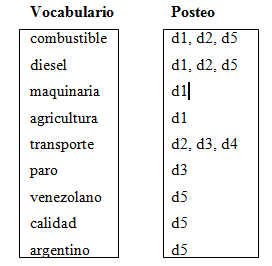 Vocabulario Posteo
combustible d1, d2, d5
diesel d1, d2, d5
maquinaria d1
agricultura d1
transporte d2, d3, d4
paro d3
venezolano d5
calidad d5
argentino d5